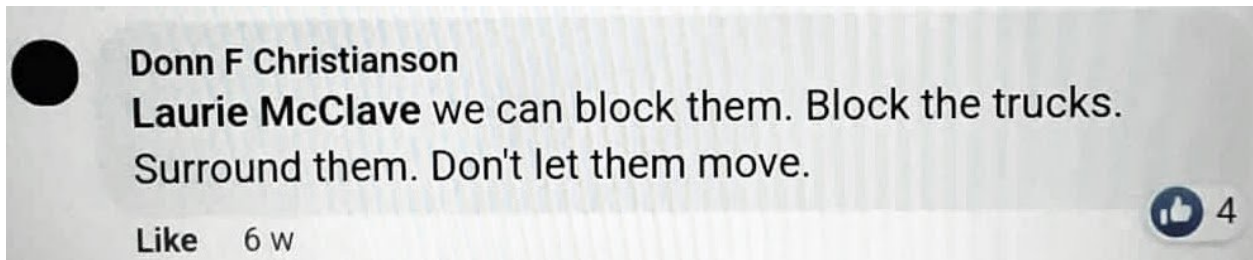 Donn F Christianson
Laurie McClave we can block them. Block the trucks.
Surround them. Don't let them move.
4
Like 6 w